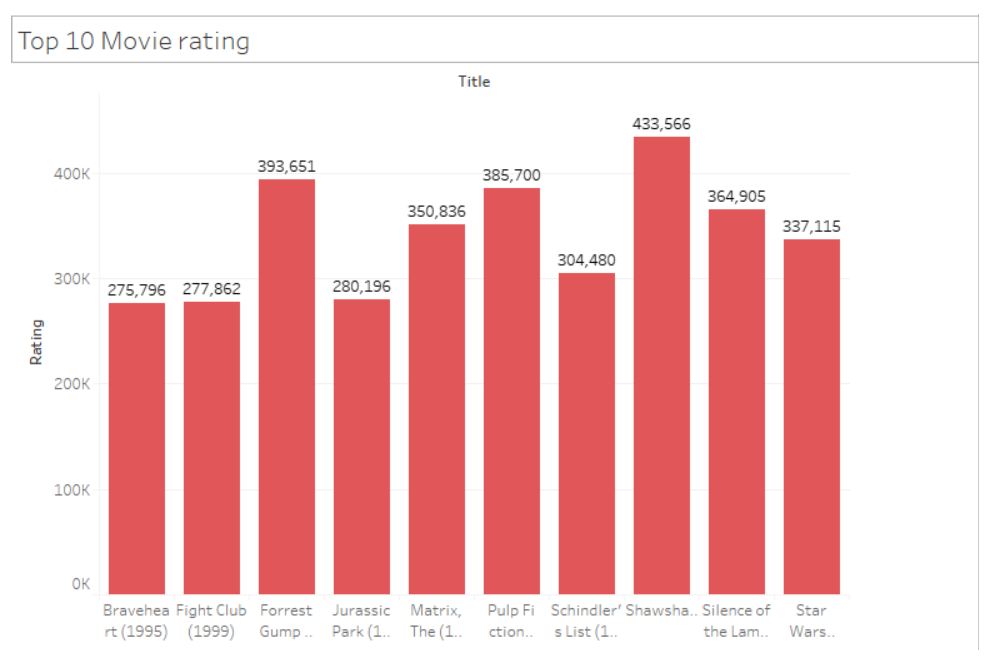 Top 10 Movie rating
Title
433,566
393,651
385,700
400K
364,905
350,836
337,115
304,480
300K
275,796 277,862
280,196
Rating
200K
100K
0K
Bravehea Fight Club Forrest Jurassic Matrix, Pulp Fi Schindler' Shawsha.. Silence of Star
rt (1995) (1999) Gump .. Park (1.. The (1.. ction.. s List (1.. the Lam.. Wars..